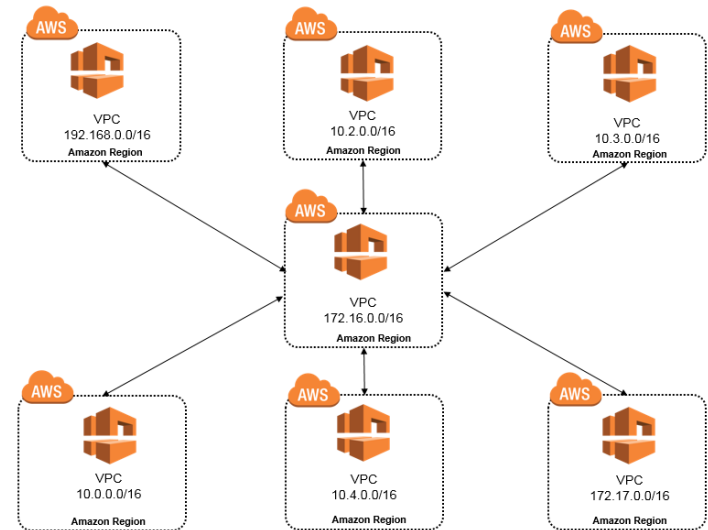 AWS
VPC
192.168.0.0/16
Amazon Region
AWS
VPC
10.2.0.0/16
Amazon Region
AWS
VPC
10.3.0.0/16
Amazon Region
AWS
VPC
172.16.0.0/16
Amazon Region
AWS
VPC
10.0.0.0/16
Amazon Region
AWS
VPC
10.4.0.0/16
Amazon Region
AWS
VPC
172.17.0.0/16
Amazon Region